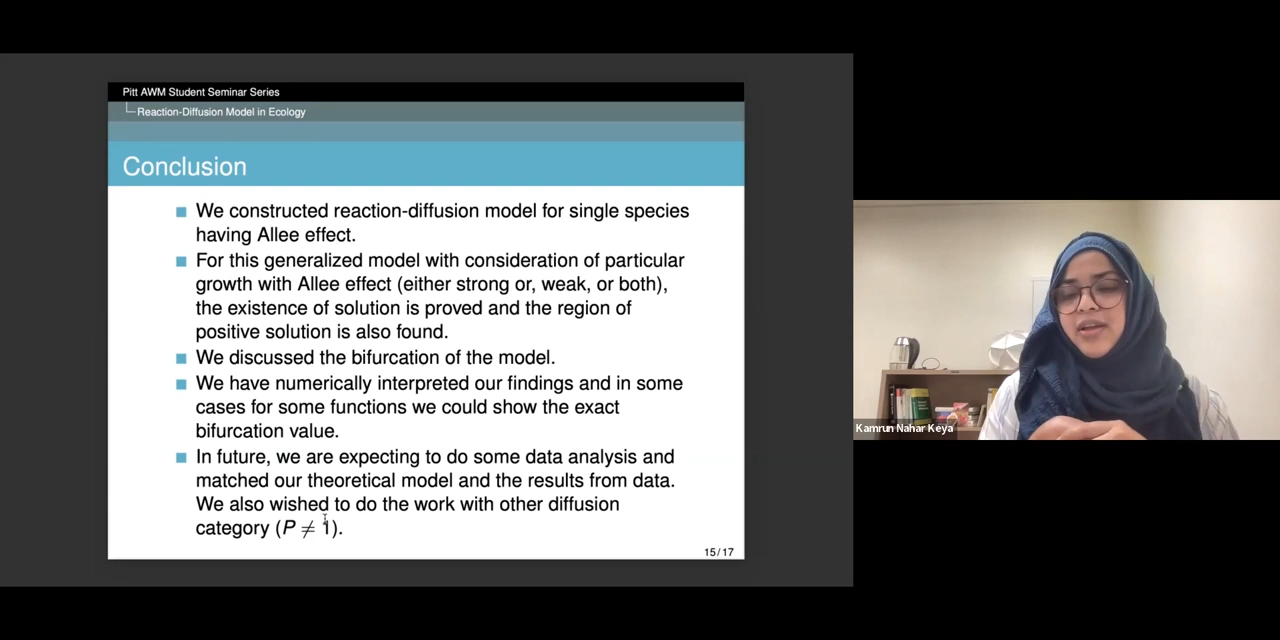 Pitt AWM Student Seminar Series
Reaction-Diffusion Model in Ecology
Conclusion
We constructed reaction-diffusion model for single species
having Allee effect.
For this generalized model with consideration of particular
growth with Allee effect (either strong or, weak, or both),
the existence of solution is proved and the region of
positive solution is also found.
We discussed the bifurcation of the model.
We have numerically interpreted our findings and in some
cases for some functions we could show the exact
bifurcation value.
In future, we are expecting to do some data analysis and
matched our theoretical model and the results from data.
We also wished to do the work with other diffusion
category (P ≠ 1).
15/17
Kamrun Nahar Keya